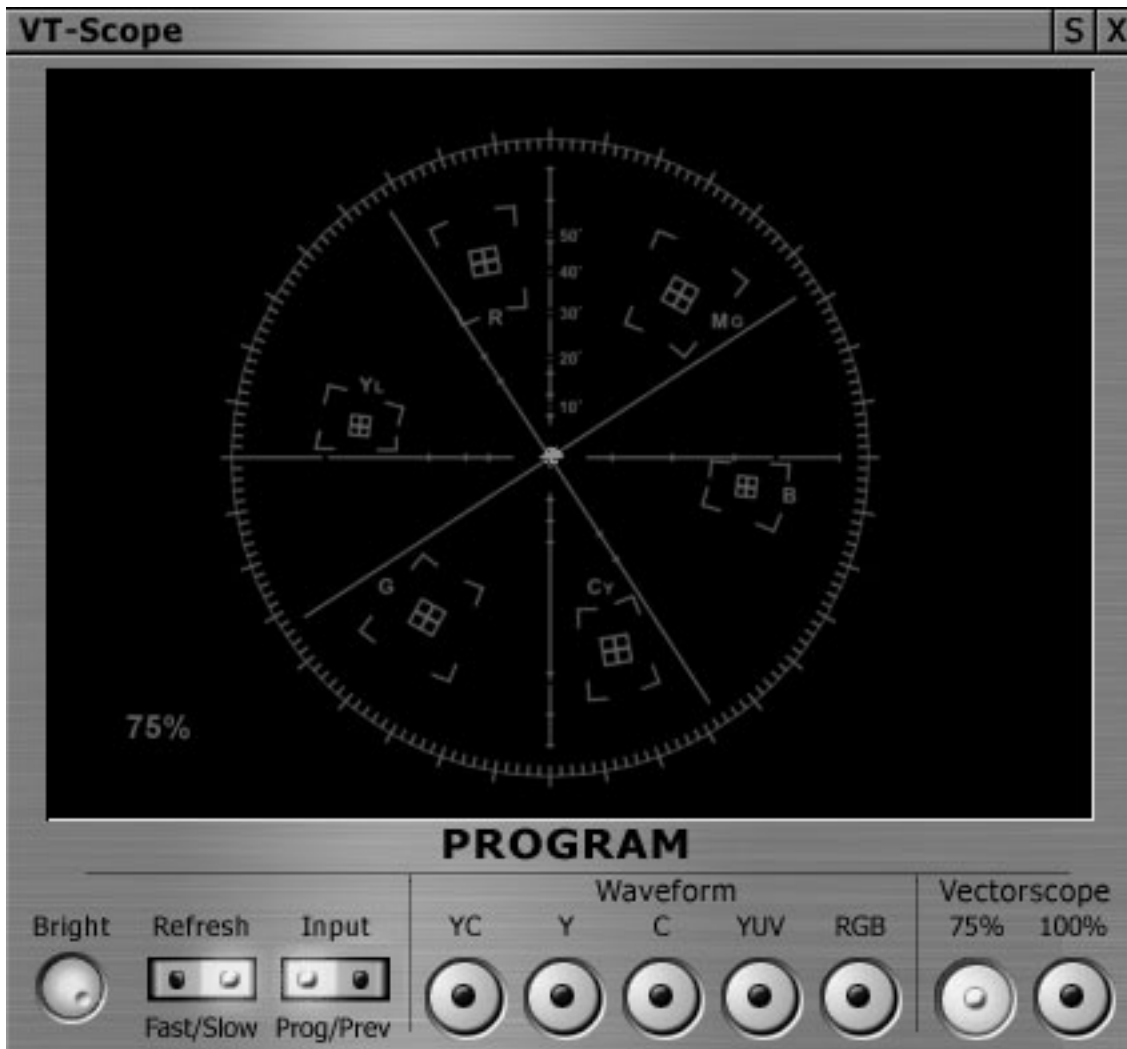 VT-Scope S X
50'
40'
R 30' MG
20'
YL
10'
B
G CY
75%
PROGRAM
Waveform Vectorscope
Bright Refresh Input YC Y C YUV RGB 75% 100%
Fast/Slow Prog/Prev